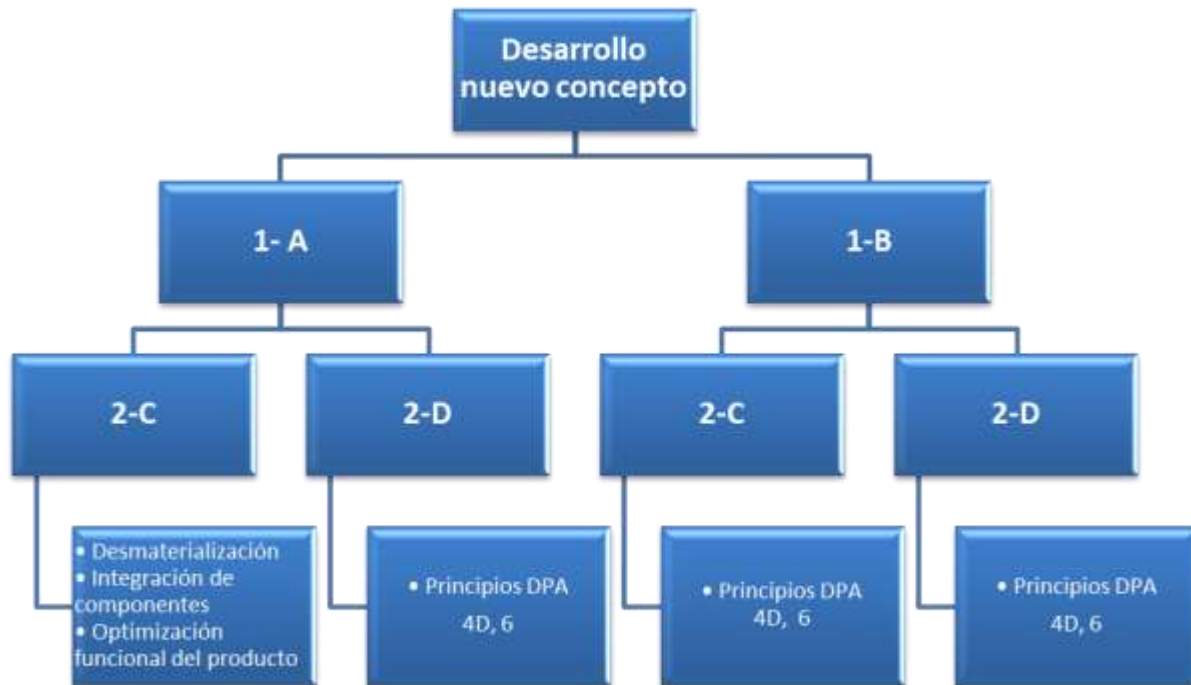 Desarrollo
nuevo concepto
1- A
1-B
2-C
2-D
2-C
2-D
• Desmaterialización
• Integración de
componentes
• Optimización
funcional del producto
• Principios DPA
4D, 6
• Principios DPA
4D, 6
• Principios DPA
4D, 6